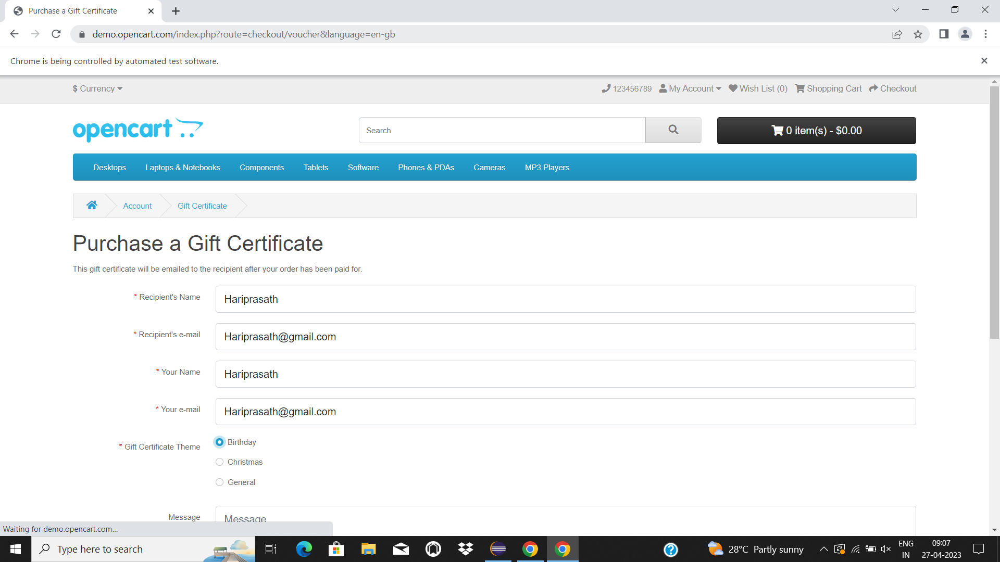 Purchase a Gift Certificate
demo.opencart.com/index.php?route=checkout/voucher&language=en-gb
Chrome is being controlled by automated test software.
$ Currency 123456789 My Account Wish List (0) Shopping Cart Checkout
opencart Search 0 item(s) - $0.00
Desktops Laptops & Notebooks Components Tablets Software Phones & PDAs Cameras MP3 Players
Account Gift Certificate
Purchase a Gift Certificate
This gift certificate will be emailed to the recipient after your order has been paid for.
* Recipient's Name Hariprasath
* Recipient's e-mail Hariprasath@gmail.com
* Your Name Hariprasath
* Your e-mail Hariprasath@gmail.com
* Gift Certificate Theme Birthday
Christmas
General
Message Message
Waiting for demo.opencart.com...
Type here to search 28°C Partly sunny ENG 09:07
IN 27-04-2023